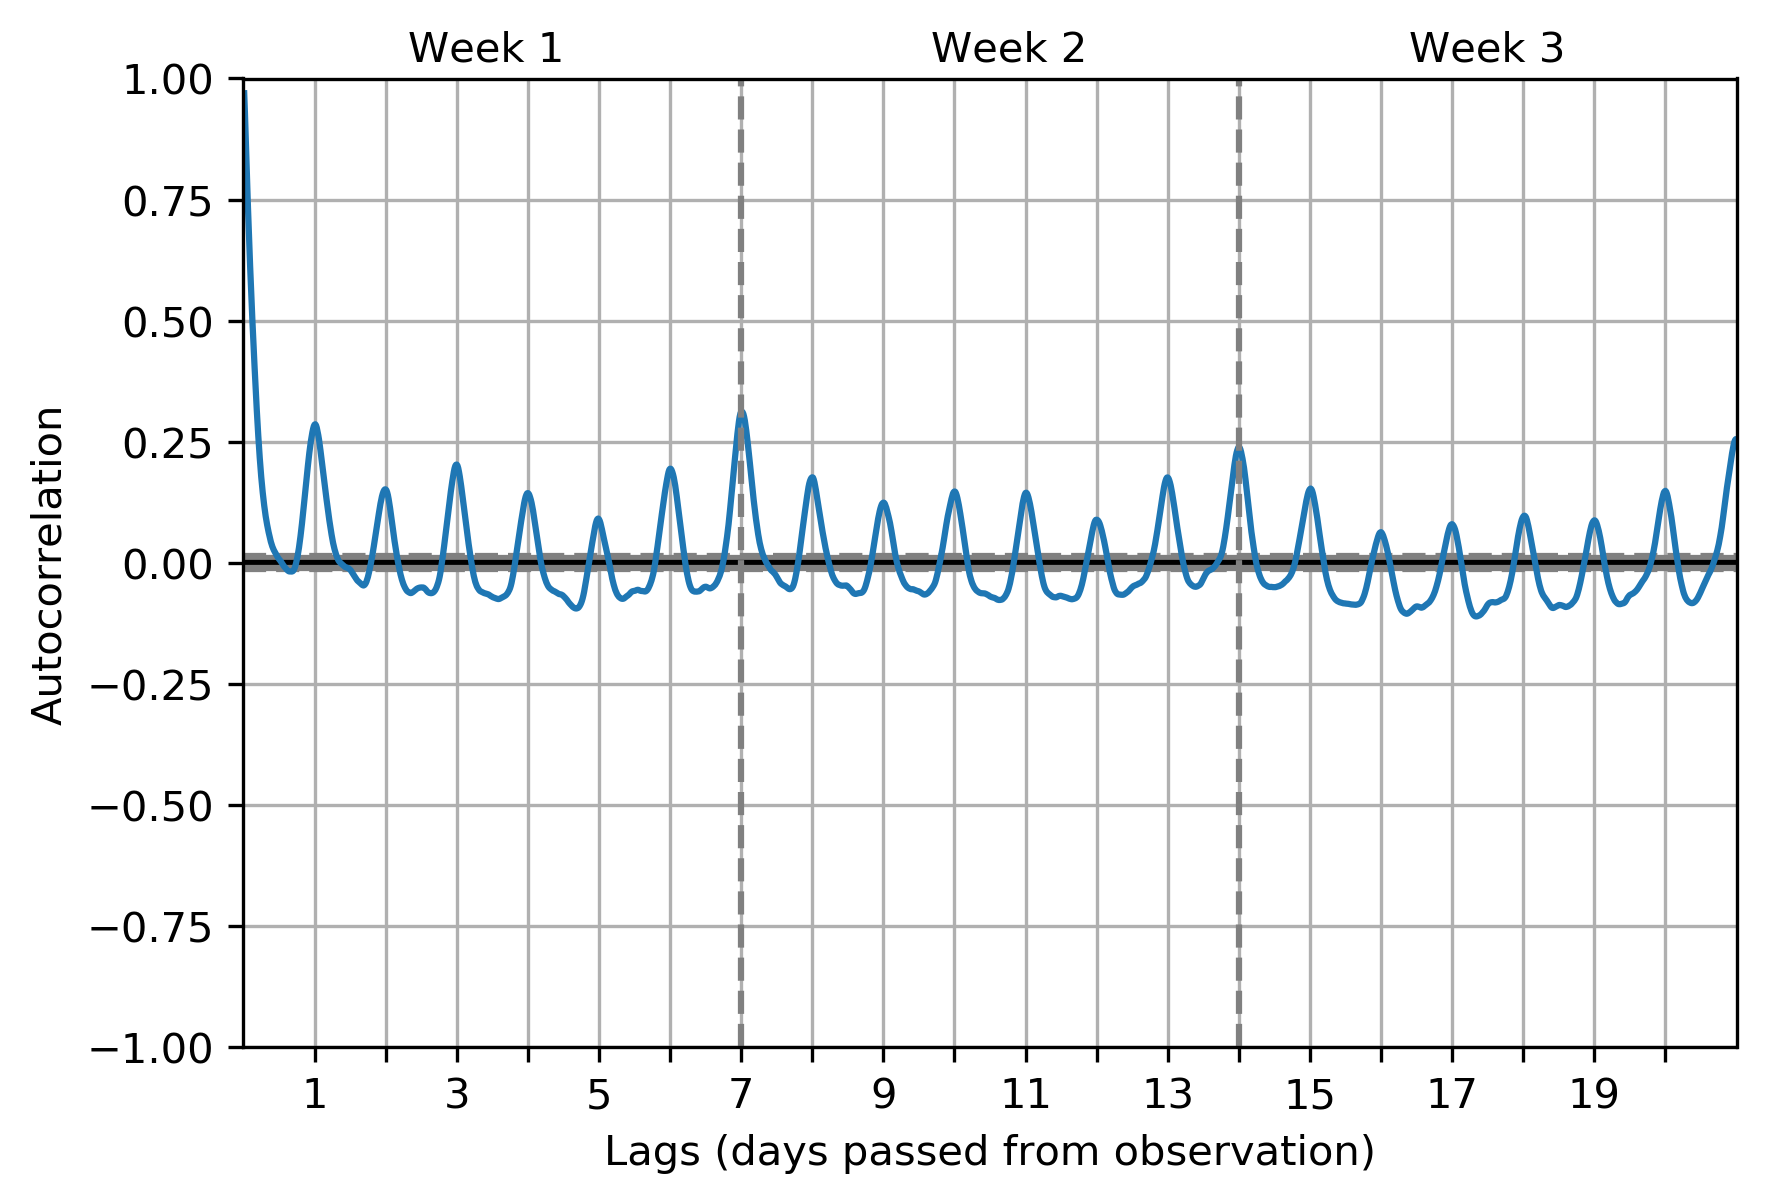 Week 1 Week 2 Week 3
1.00
0.75
0.50
0.25
0.00
−0.25
−0.50
−0.75
−1.00
Autocorrelation
1 3 5 7 9 11 13 15 17 19
Lags (days passed from observation)